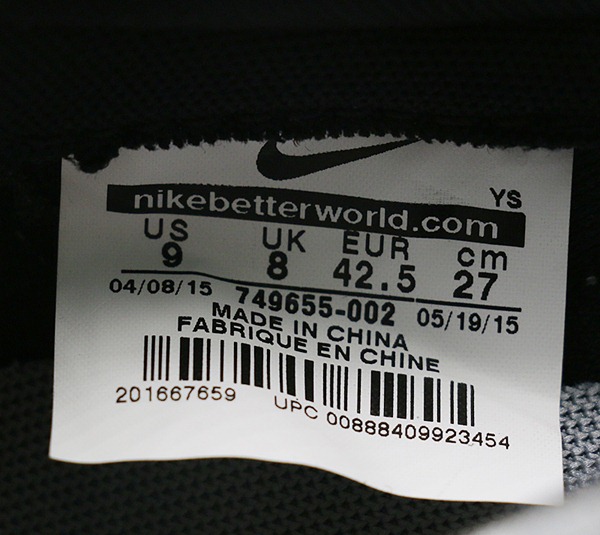 YS
nikebetterworld.com
US UK EUR cm
9 8 42.5 27
04/08/15 749655-002 05/19/15
MADE IN CHINA
FABRIQUE EN CHINE
201667659 UPC 00888409923454